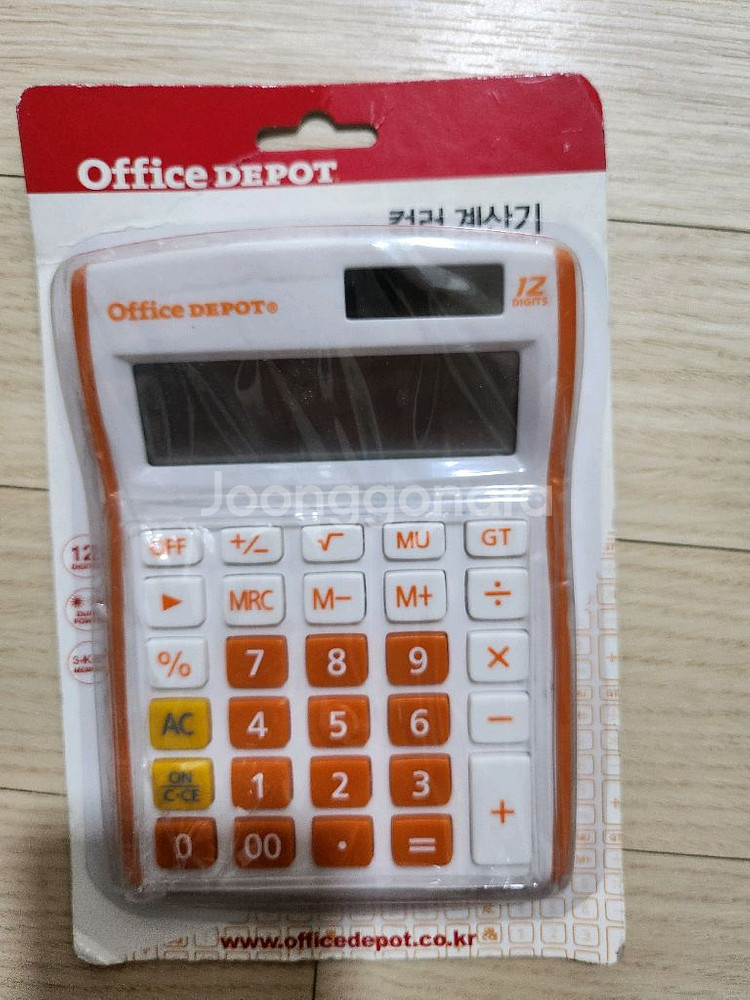 Office DEPOT
컬러 계산기
Office DEPOT®
12
DIGITS
Joonggonara
OFF +/− √ MU GT
12
▶ MRC M− M+ ÷
% 7 8 9 ×
AC 4 5 6 −
ON
C·CE 1 2 3 +
0 00 · =
www.officedepot.co.kr